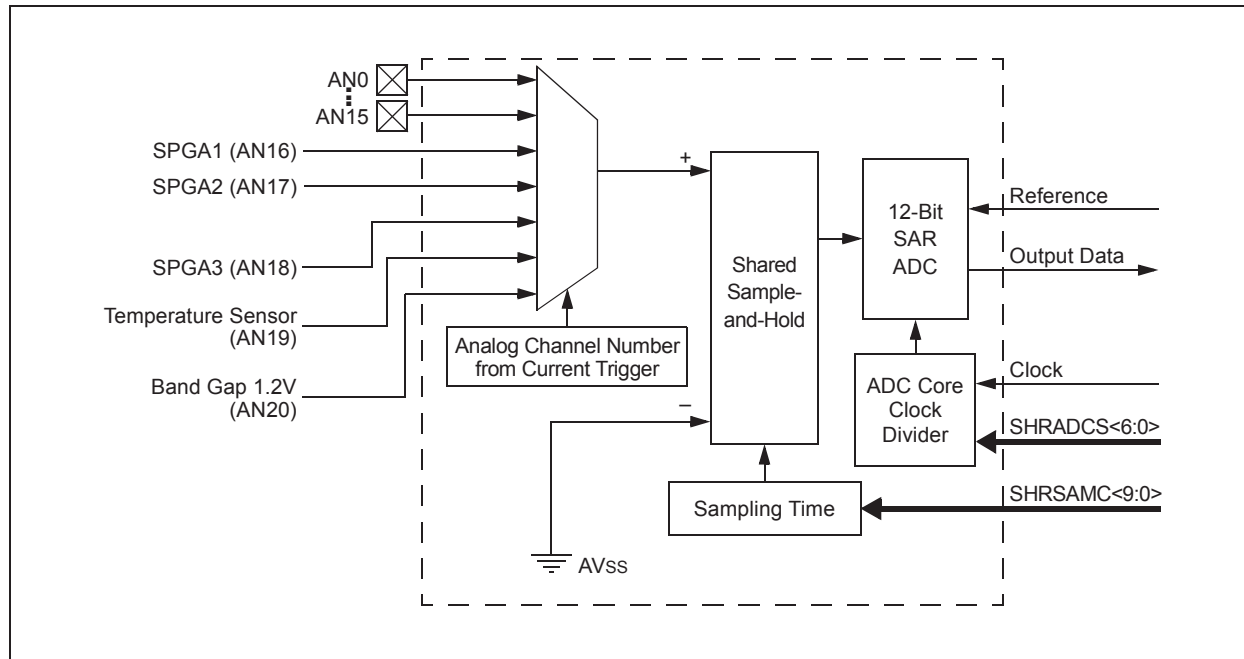 AN0
AN15
SPGA1 (AN16)
SPGA2 (AN17)
SPGA3 (AN18)
Temperature Sensor
(AN19)
Band Gap 1.2V
(AN20)
Analog Channel Number
from Current Trigger
+
–
AVss
Shared
Sample-
and-Hold
Sampling Time
12-Bit
SAR
ADC
ADC Core
Clock
Divider
Reference
Output Data
Clock
SHRADCS<6:0>
SHRSAMC<9:0>